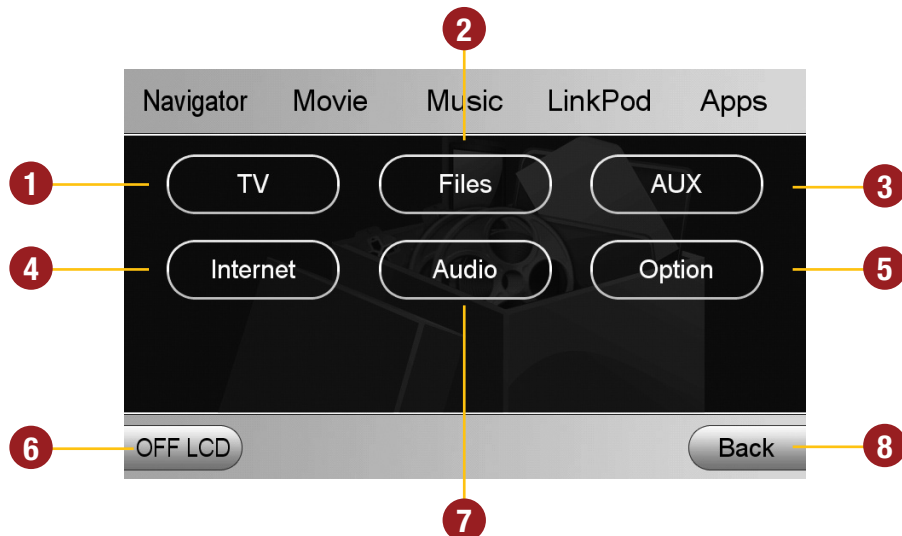 2
Navigator Movie Music LinkPod Apps
1 TV Files AUX 3
4 Internet Audio Option 5
6 OFF LCD Back 8
7